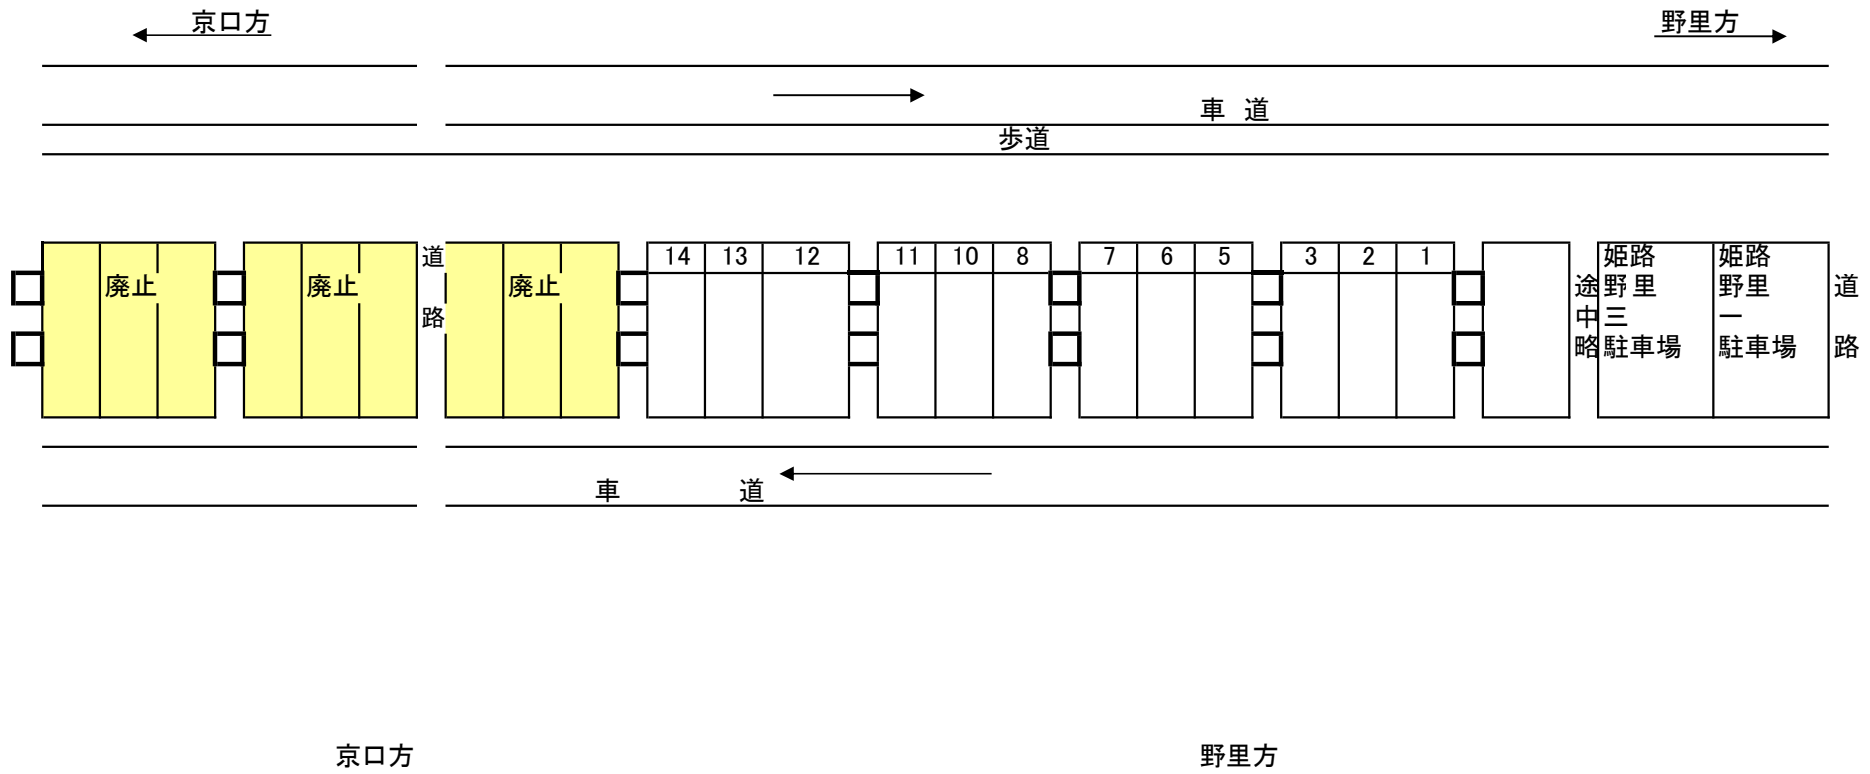 京口方
野里方
車 道
歩道
廃止
廃止
道路
廃止
14 13 12 11 10 8 7 6 5 3 2 1
途中略
姫路
野里
三
駐車場
姫路
野里
一
駐車場
道路
車 道
京口方
野里方